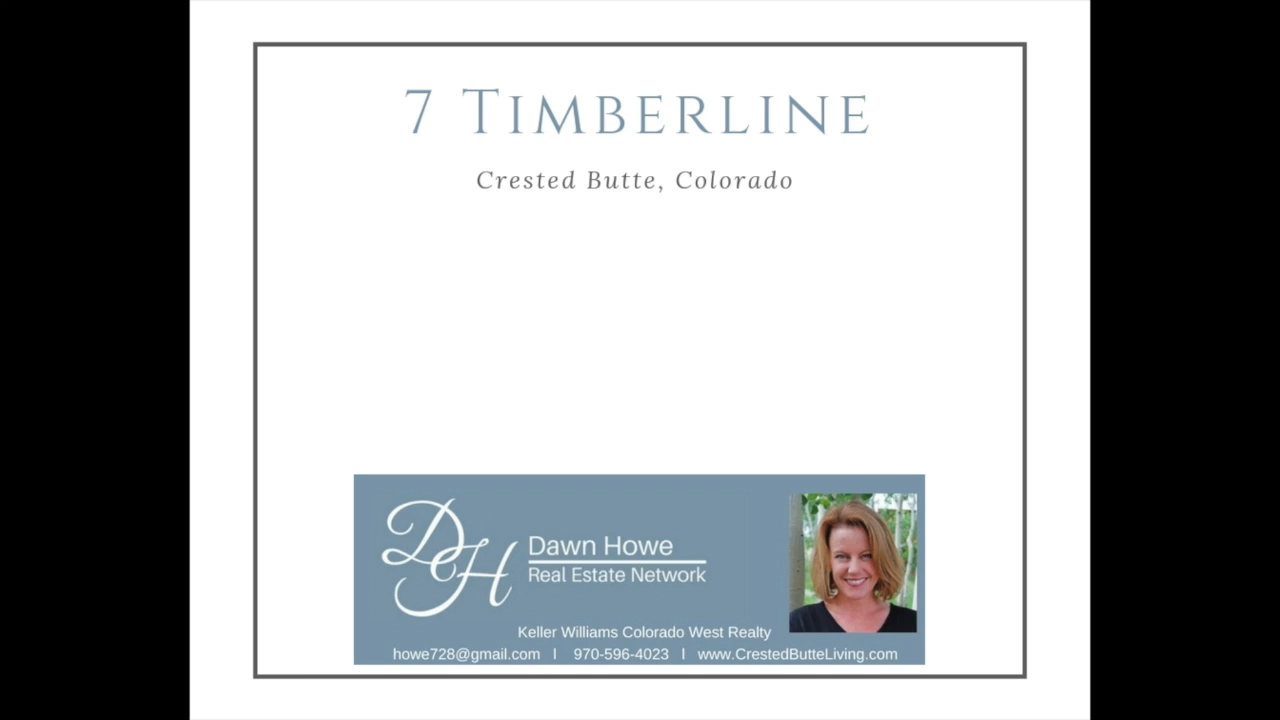 7 Timberline
Crested Butte, Colorado
DH
Dawn Howe
Real Estate Network
Keller Williams Colorado West Realty
howe728@gmail.com | 970-596-4023 | www.CrestedButteLiving.com